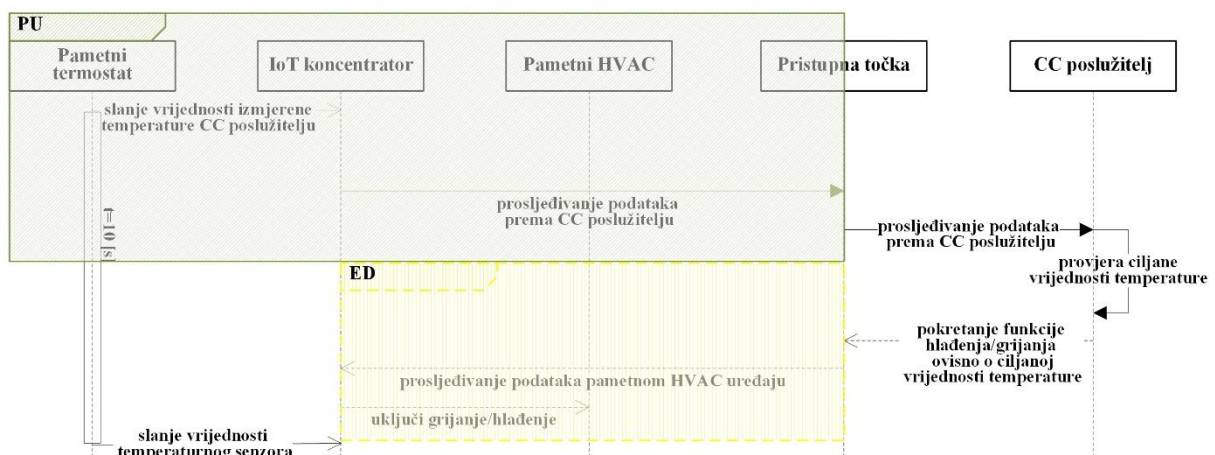 PU
Pametni
termostat
IoT koncentrator
Pametni HVAC
Pristupna točka
CC poslužitelj
slanje vrijednosti izmjerene
temperature CC poslužitelju
t=10 [s]
prosljeđivanje podataka
prema CC poslužitelju
prosljeđivanje podataka
prema CC poslužitelju
provjera ciljane
vrijednosti temperature
ED
pokretanje funkcije
hlađenja/grijanja
ovisno o ciljanoj
vrijednosti temperature
prosljeđivanje podataka pametnom HVAC uređaju
uključi grijanje/hlađenje
slanje vrijednosti
temperaturnog senzora